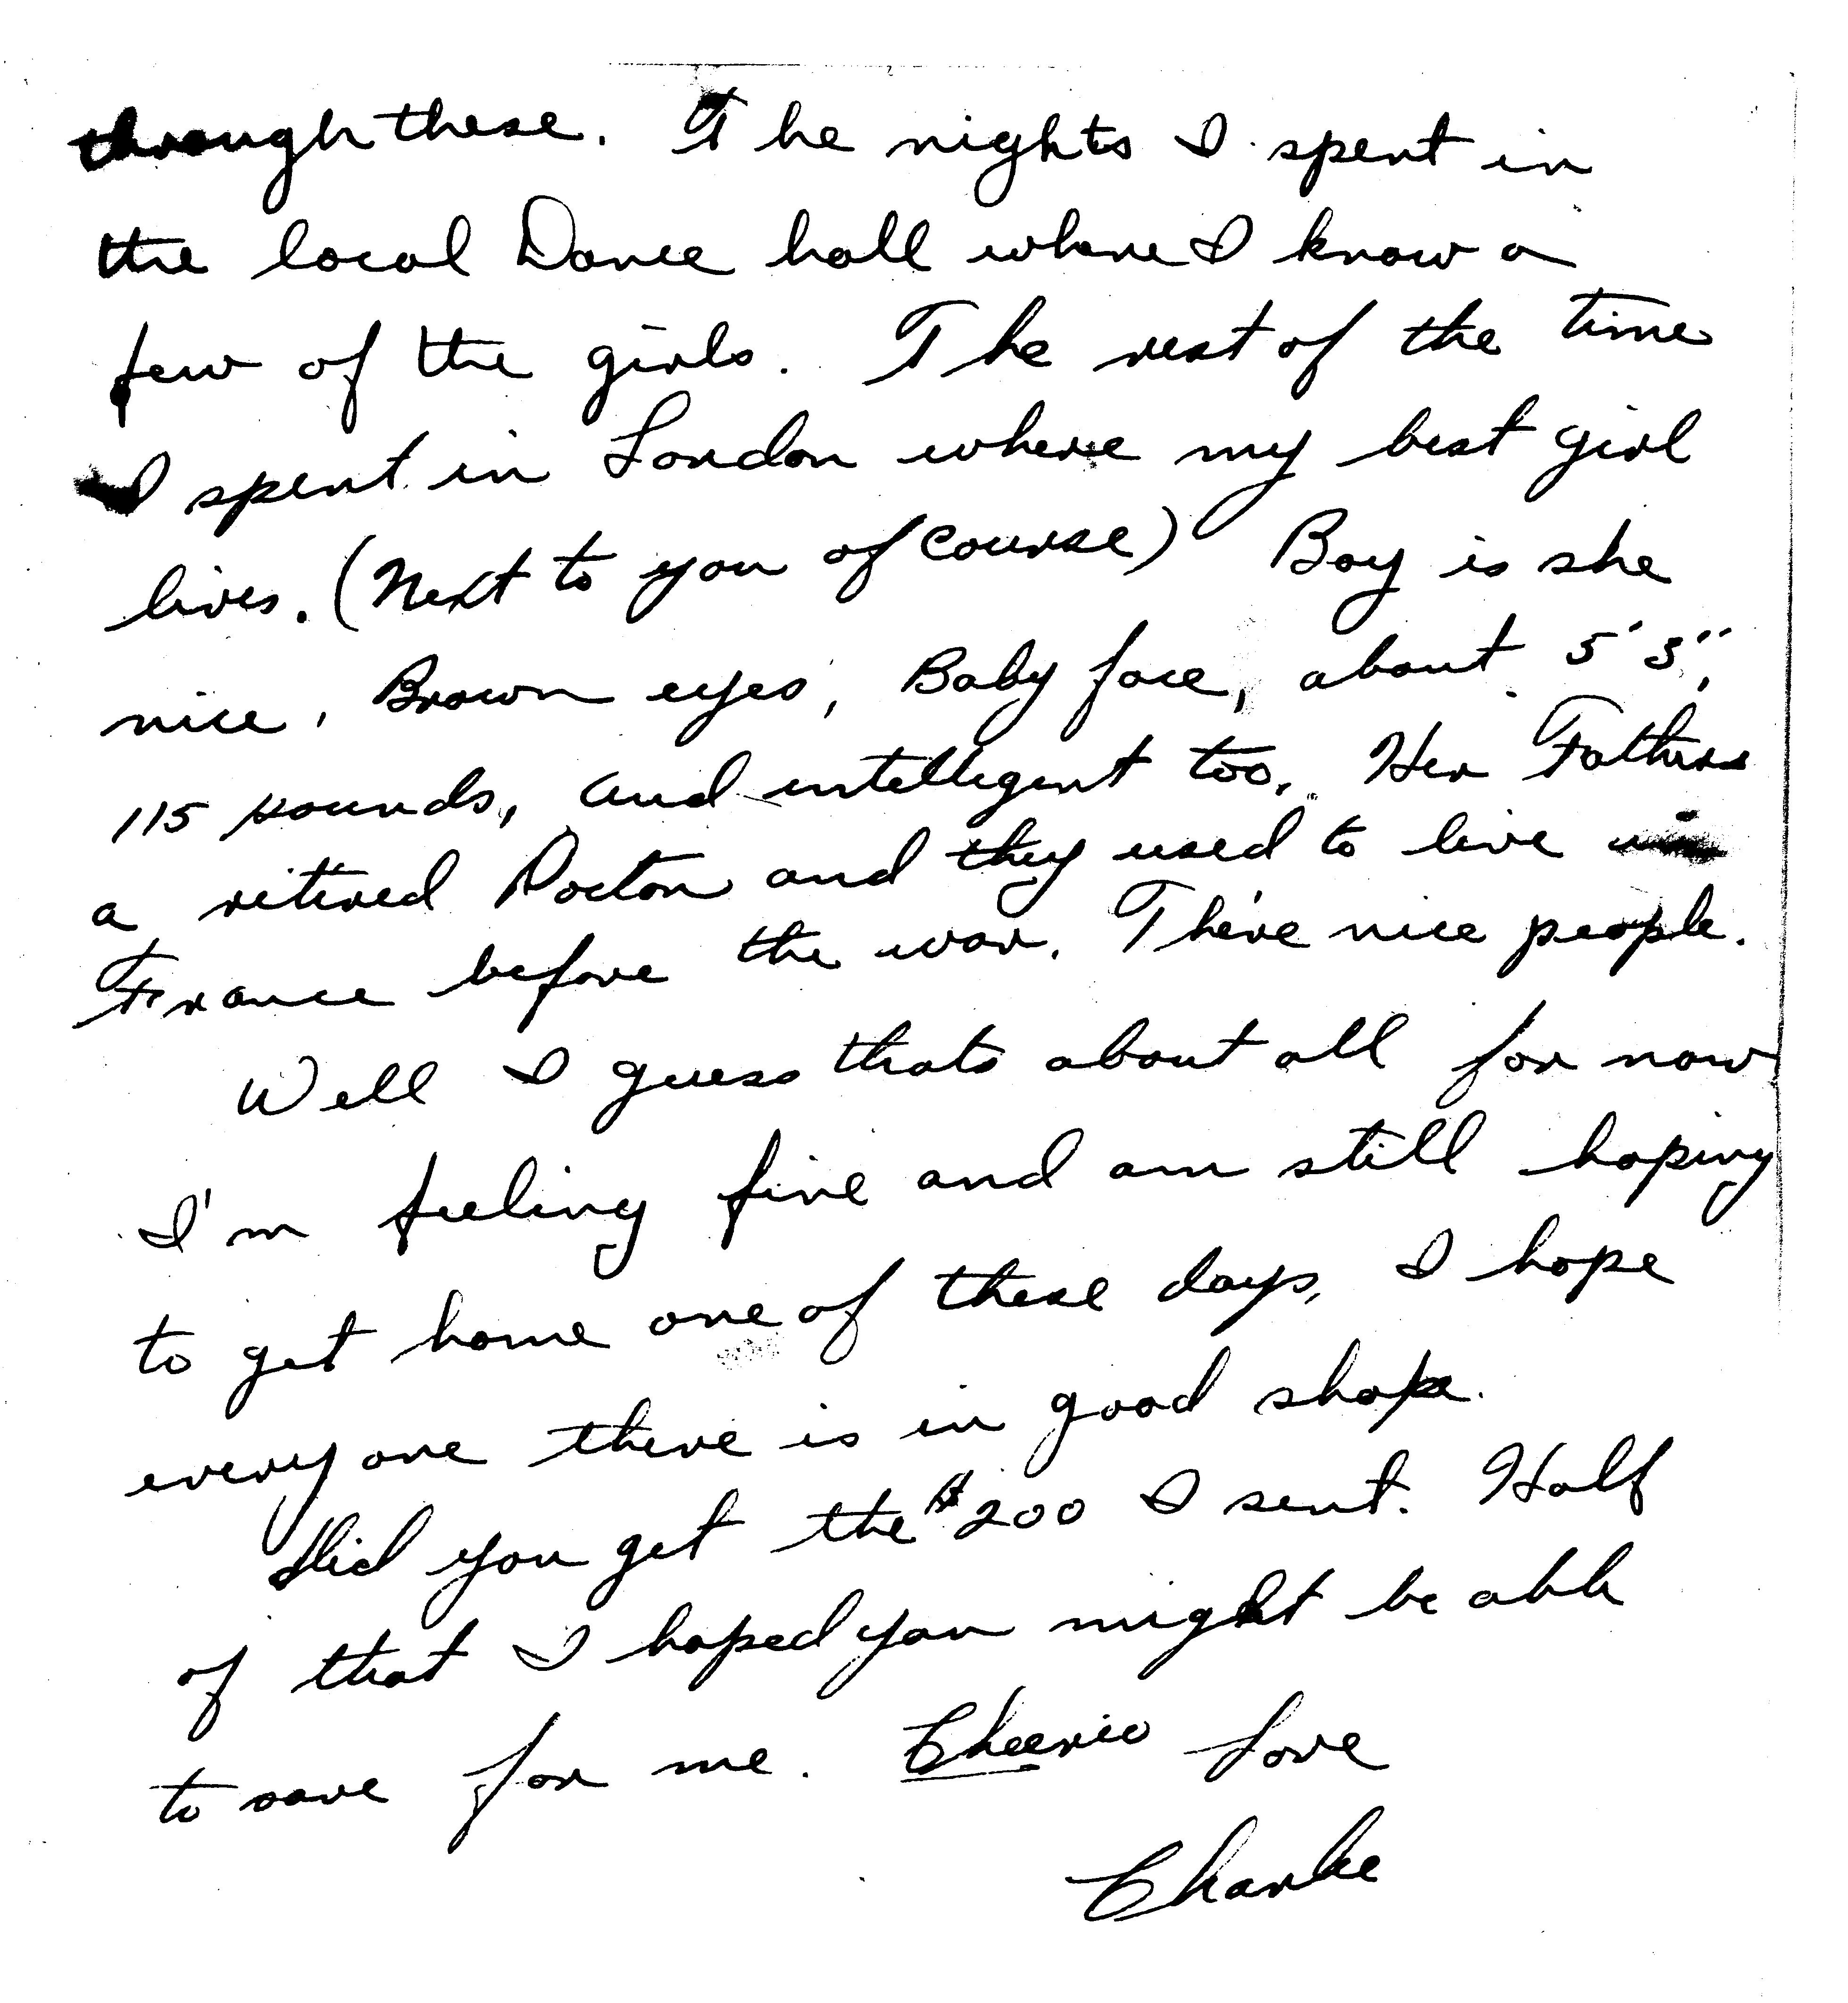 through these. The nights I spent in
the local Dance hall where I know a
few of the girls. The rest of the time
I spent in London where my best girl
lives. (Next to you of course) Boy is she
nice, Brown eyes, Baby face, about 5'3",
115 pounds, and intelligent too. Her Fathers
a retired Doctor and they used to live in
France before the war. The're nice people.
Well I guess thats about all for now
I'm feeling fine and am still hoping
to get home one of these days, I hope
everyone there is in good shape.
Did you get the $200 I sent. Half
of that I hoped you might be able
to save for me. Cheerio Love
Charlie